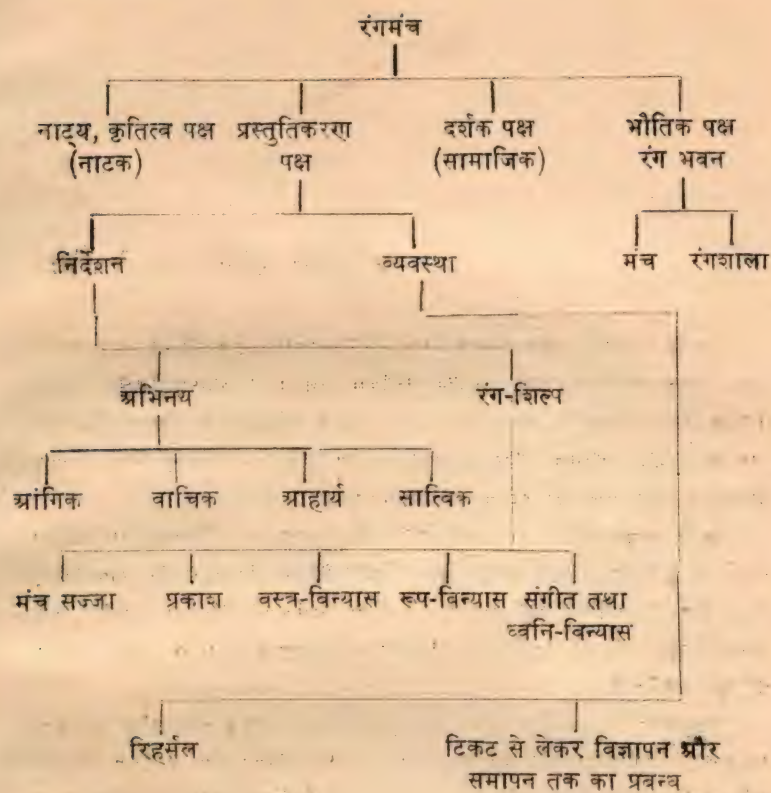 रंगमंच
नाट्य, कृतित्व पक्ष प्रस्तुतिकरण दर्शक पक्ष भौतिक पक्ष
(नाटक) पक्ष (सामाजिक) रंग भवन
निर्देशन व्यवस्था मंच रंगशाला
अभिनय रंग-शिल्प
आंगिक वाचिक आहार्य सात्विक
मंच सज्जा प्रकाश वस्त्र-विन्यास रूप-विन्यास संगीत तथा
ध्वनि-विन्यास
रिहर्सल टिकट से लेकर विज्ञापन और
समापन तक का प्रबन्ध